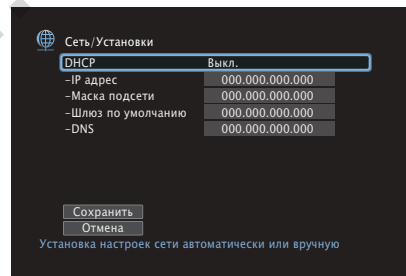 Сеть/Установки
DHCP Выкл.
–IP адрес 000.000.000.000
–Маска подсети 000.000.000.000
–Шлюз по умолчанию 000.000.000.000
–DNS 000.000.000.000
Сохранить
Отмена
Установка настроек сети автоматически или вручную